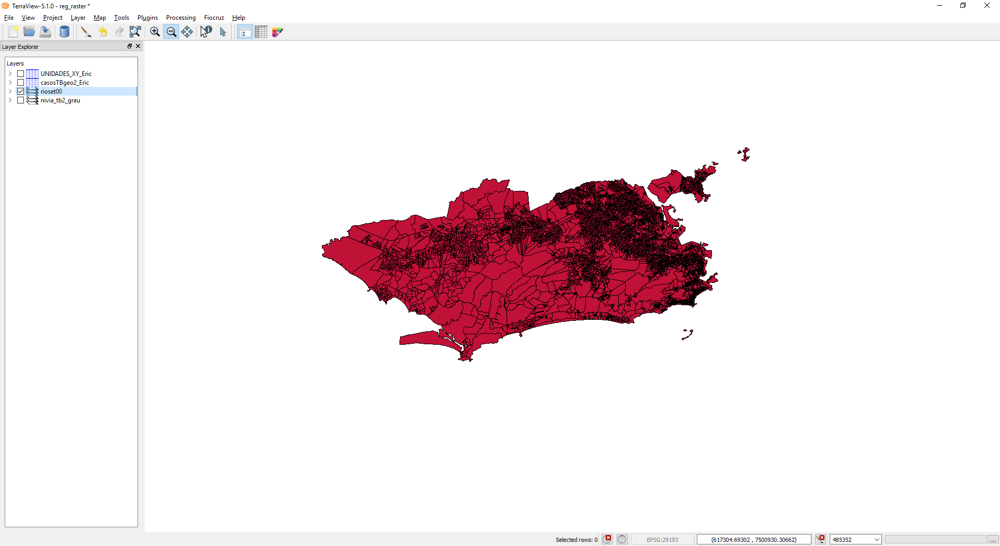 TerraView-5.1.0 - reg_raster *
File View Project Layer Map Tools Plugins Processing Fiocruz Help
Layer Explorer
Layers
UNIDADES_XY_Eric
casosTBgeo2_Eric
rioset00
nivia_tb2_grau
Selected rows: 0 EPSG:29193 (617304.69302 , 7500930.30662) 485352 ...